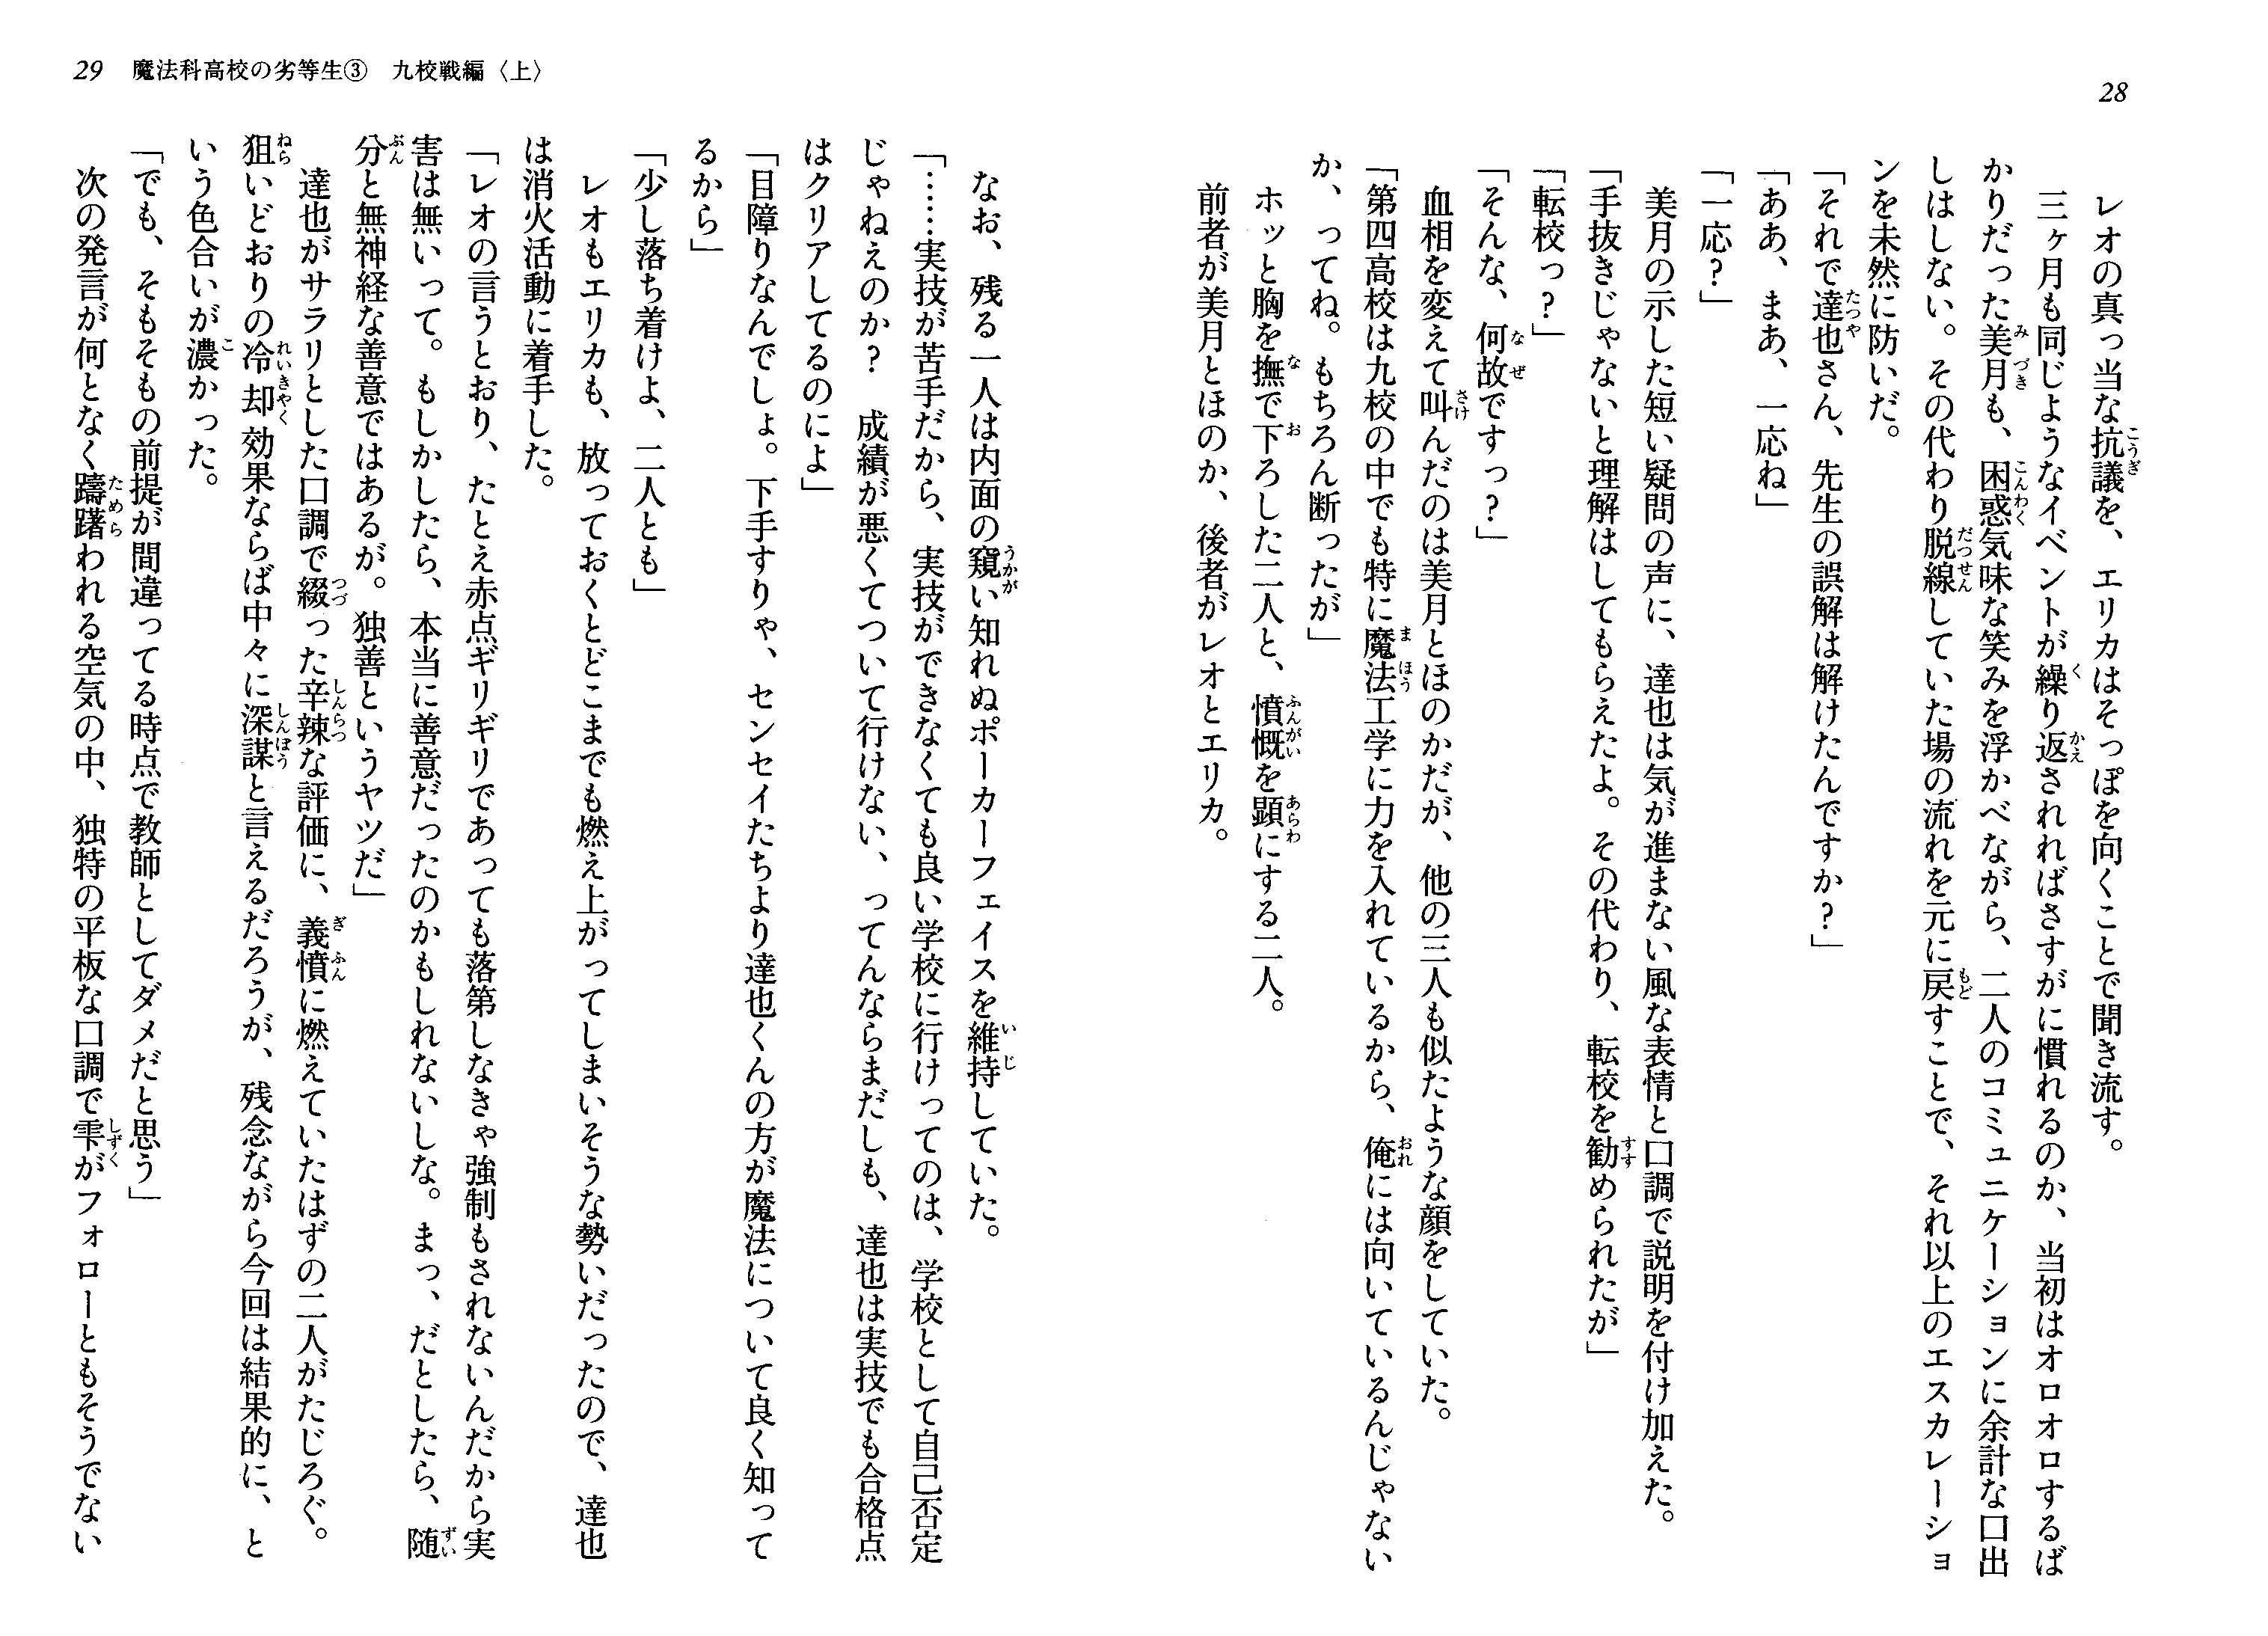 28
レオの真っ当な抗議を、エリカはそっぽを向くことで聞き流す。
三ヶ月も同じようなイベントが繰り返されればさすがに慣れるのか、当初はオロオロするば
かりだった美月も、困惑気味な笑みを浮かべながら、二人のコミュニケーションに余計な口出
しはしない。その代わり脱線していた場の流れを元に戻すことで、それ以上のエスカレーショ
ンを未然に防いだ。
「それで達也さん、先生の誤解は解けたんですか？」
「ああ、まあ、一応ね」
「一応？」
美月の示した短い疑問の声に、達也は気が進まない風な表情と口調で説明を付け加えた。
「手抜きじゃないと理解はしてもらえたよ。その代わり、転校を勧められたが」
「転校っ？」
「そんな、何故ですっ？」
血相を変えて叫んだのは美月とほのかだが、他の三人も似たような顔をしていた。
「第四高校は九校の中でも特に魔法工学に力を入れているから、俺には向いているんじゃない
か、ってね。もちろん断ったが」
ホッと胸を撫で下ろした二人と、憤慨を顕にする二人。
前者が美月とほのか、後者がレオとエリカ。
29 魔法科高校の劣等生③ 九校戦編〈上〉
なお、残る一人は内面の窺い知れぬポーカーフェイスを維持していた。
「……実技が苦手だから、実技ができなくても良い学校に行けってのは、学校として自己否定
じゃねえのか？ 成績が悪くてついて行けない、ってんならまだしも、達也は実技でも合格点
はクリアしてるのによ」
「目障りなんでしょ。下手すりゃ、センセイたちより達也くんの方が魔法について良く知って
るから」
「少し落ち着けよ、二人とも」
レオもエリカも、放っておくとどこまでも燃え上がってしまいそうな勢いだったので、達也
は消火活動に着手した。
「レオの言うとおり、たとえ赤点ギリギリであっても落第しなきゃ強制もされないんだから実
害は無いって。もしかしたら、本当に善意だったのかもしれないしな。まっ、だとしたら、随
分と無神経な善意ではあるが。独善というヤツだ」
達也がサラリとした口調で綴った辛辣な評価に、義憤に燃えていたはずの二人がたじろぐ。
狙いどおりの冷却効果ならば中々に深謀と言えるだろうが、残念ながら今回は結果的に、と
いう色合いが濃かった。
「でも、そもそもの前提が間違ってる時点で教師としてダメだと思う」
次の発言が何となく躊躇われる空気の中、独特の平板な口調で雫がフォローともそうでない